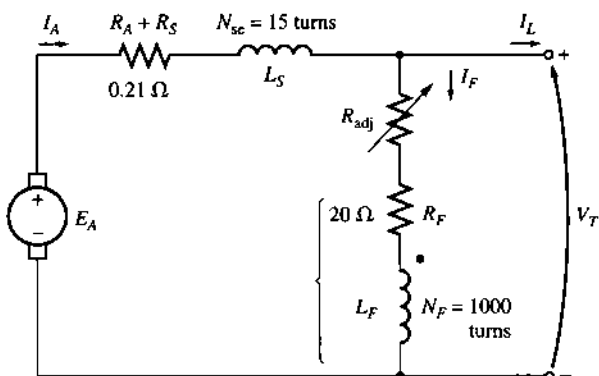 I_A
R_A + R_S
N_se = 15 turns
I_L
+
0.21 Ω
L_S
I_F
R_adj
+
−
E_A
20 Ω
R_F
V_T
L_F
N_F = 1000
turns
−